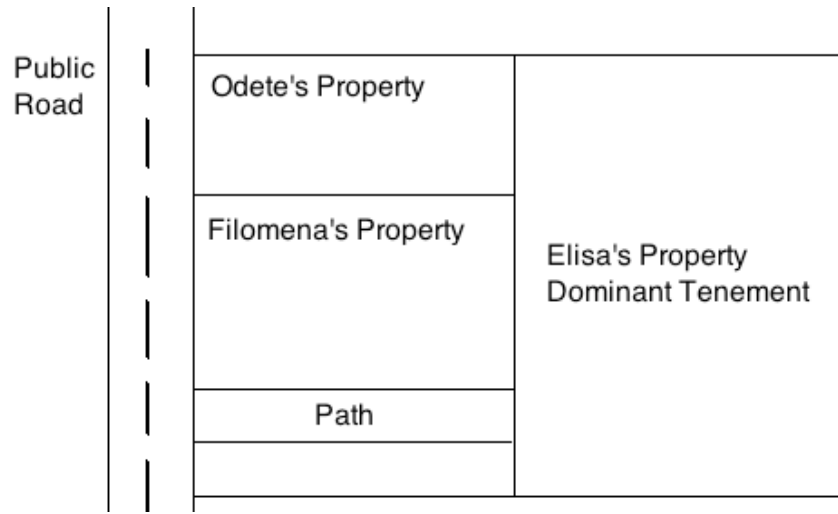 Public
Road
Odete's Property
Filomena's Property
Elisa's Property
Dominant Tenement
Path